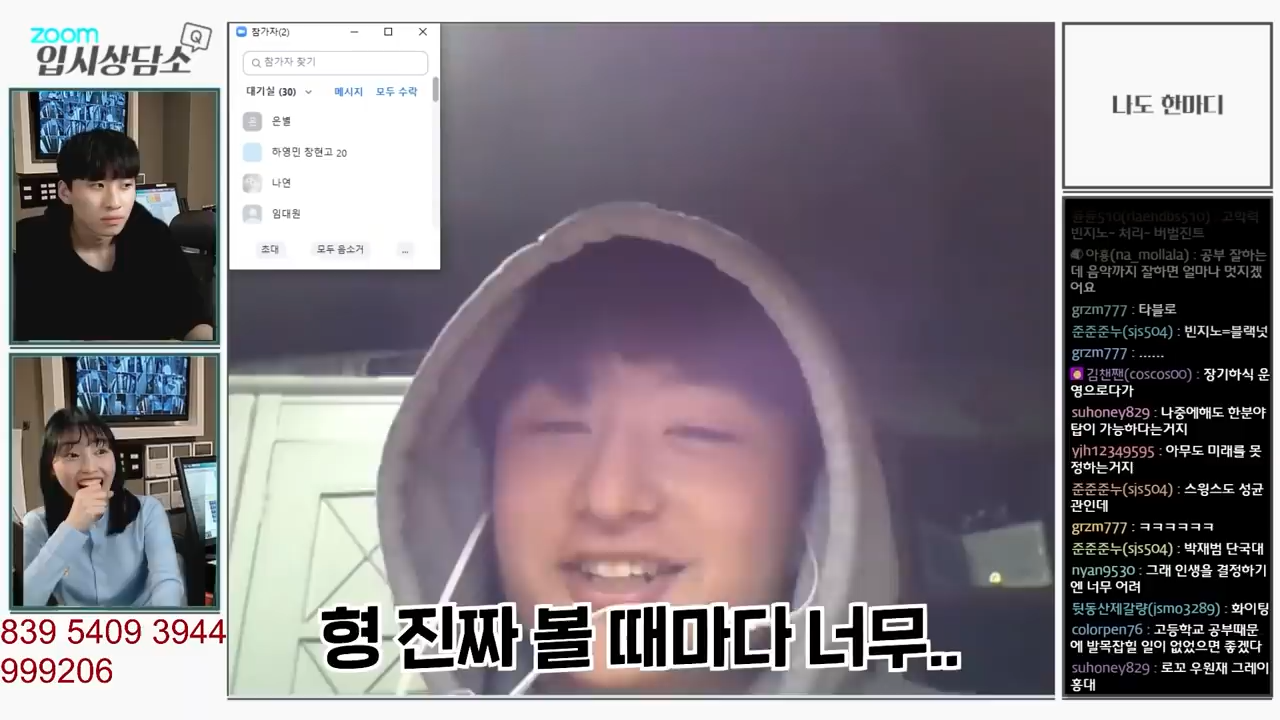 zoom
Q
입시상담소
839 5409 3944
999206
참가자(2)
참가자 찾기
대기실 (30)
메시지
모두 수락
은
은별
하영민 창현고 20
나연
임대원
초대
모두 음소거
...
형 진짜 볼 때마다 너무..
나도 한마디
빈지노~ 처리~ 버벌진트
아흥(na_mollala) : 공부 잘하는
데 음악까지 잘하면 얼마나 멋지겠
어요
grzm777 : 타블로
준준준누(sjs504) : 빈지노=블랙넛
grzm777 : ......
김챈짼(coscos00) : 장기하식 운
영으로다가
suhoney829 : 나중에해도 한분야
탑이 가능하다는거지
yjh12349595 : 아무도 미래를 못
정하는거지
준준준누(sjs504) : 스윙스도 성균
관인데
grzm777 : ㅋㅋㅋㅋㅋㅋ
준준준누(sjs504) : 박재범 단국대
nyan9530 : 그래 인생을 결정하기
엔 너무 어려
뒷동산제갈량(jsmo3289) : 화이팅
colorpen76 : 고등학교 공부때문
에 발목잡힐 일이 없었으면 좋겠다
suhoney829 : 로꼬 우원재 그레이
홍대